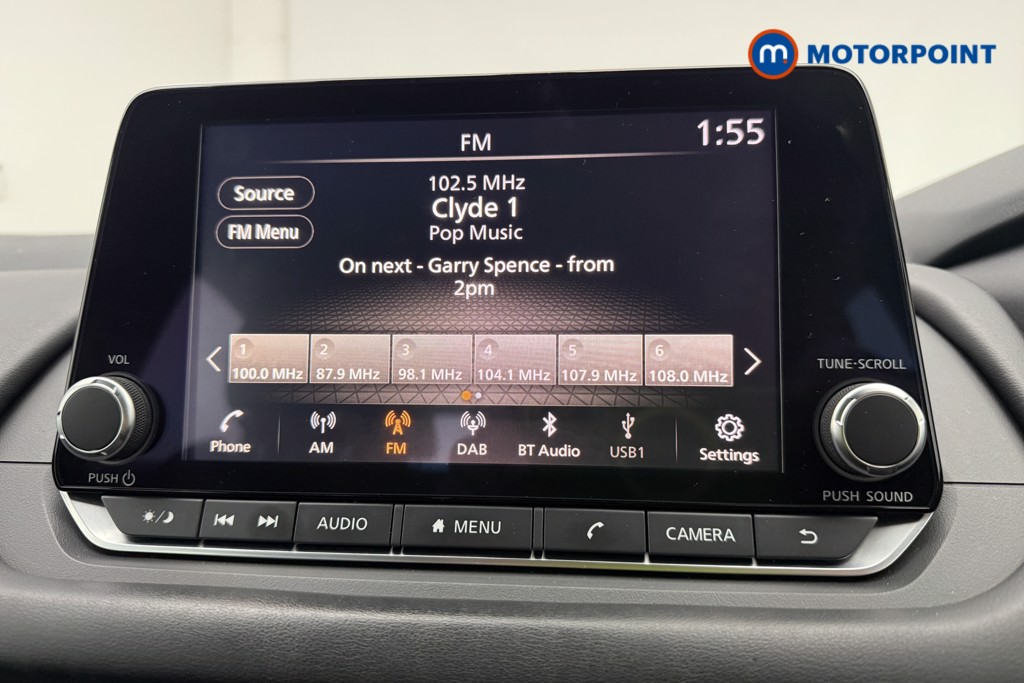 m MOTORPOINT
FM
1:55
Source
FM Menu
102.5 MHz
Clyde 1
Pop Music
On next - Garry Spence - from
2pm
1 2 3 4 5 6
100.0 MHz 87.9 MHz 98.1 MHz 104.1 MHz 107.9 MHz 108.0 MHz
Phone AM FM DAB BT Audio USB1 Settings
VOL
PUSH
TUNE·SCROLL
PUSH SOUND
AUDIO MENU CAMERA